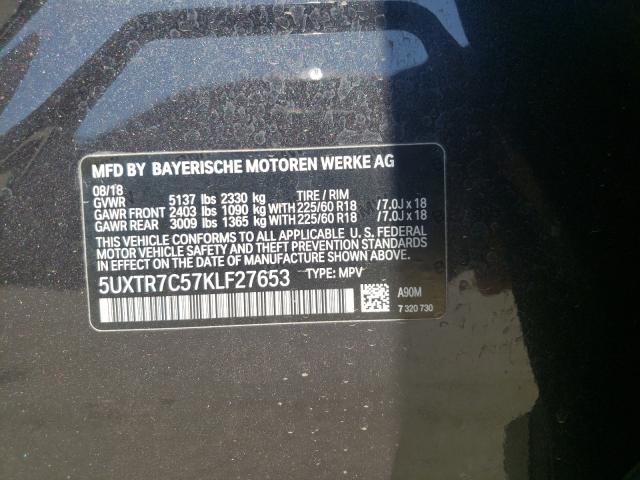 MFD BY BAYERISCHE MOTOREN WERKE AG
08/18
GVWR 5137 lbs 2330 kg TIRE / RIM
GAWR FRONT 2403 lbs 1090 kg WITH 225/60 R18 /7.0J x 18
GAWR REAR 3009 lbs 1365 kg WITH 225/60 R18 /7.0J x 18
THIS VEHICLE CONFORMS TO ALL APPLICABLE U. S. FEDERAL
MOTOR VEHICLE SAFETY AND THEFT PREVENTION STANDARDS
IN EFFECT ON THE DATE OF MANUFACTURE SHOWN ABOVE.
5UXTR7C57KLF27653 TYPE: MPV
A90M
7 320 730